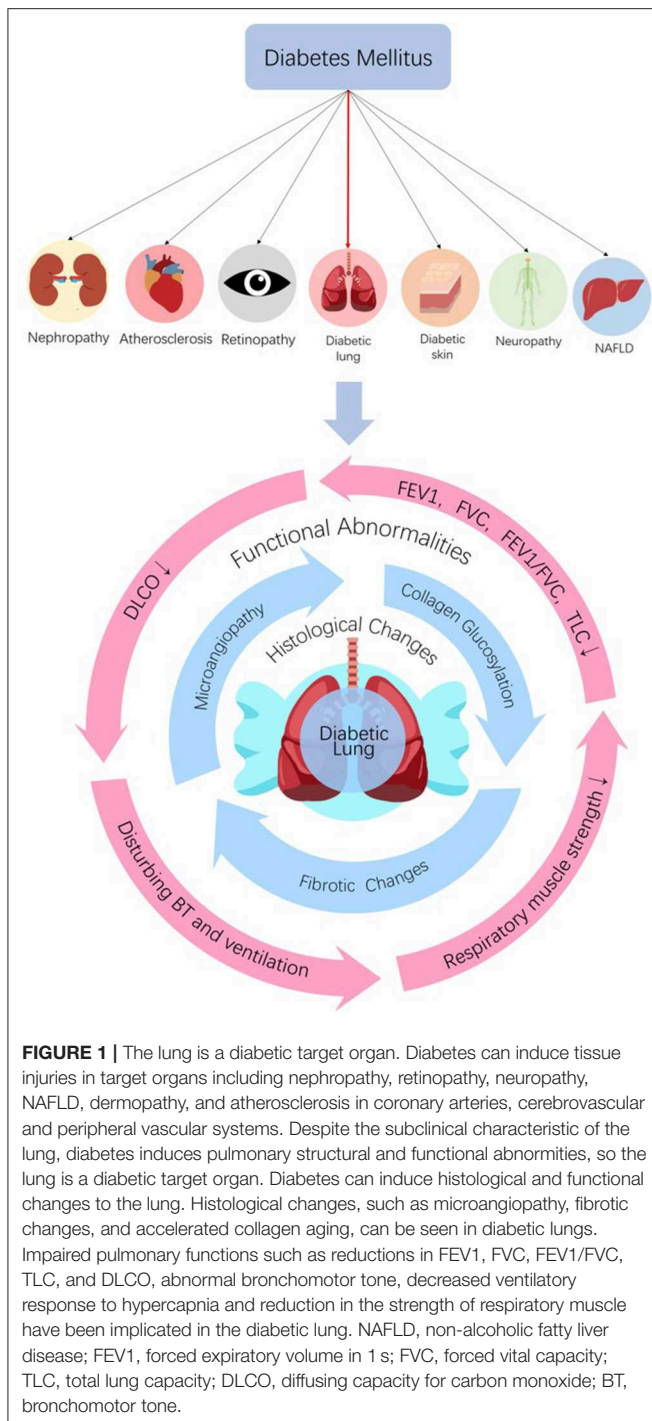 Diabetes Mellitus
Nephropathy
Atherosclerosis
Retinopathy
Diabetic
lung
Diabetic
skin
Neuropathy
NAFLD
FEV1, FVC, FEV1/FVC, TLC↓
Functional Abnormalities
DLCO↓
Microangiopathy
Collagen Glucosylation
Histological Changes
Diabetic
Lung
Fibrotic Changes
Disturbing BT and ventilation
Respiratory muscle strength↓
FIGURE 1 | The lung is a diabetic target organ. Diabetes can induce tissue
injuries in target organs including nephropathy, retinopathy, neuropathy,
NAFLD, dermopathy, and atherosclerosis in coronary arteries, cerebrovascular
and peripheral vascular systems. Despite the subclinical characteristic of the
lung, diabetes induces pulmonary structural and functional abnormities, so the
lung is a diabetic target organ. Diabetes can induce histological and functional
changes to the lung. Histological changes, such as microangiopathy, fibrotic
changes, and accelerated collagen aging, can be seen in diabetic lungs.
Impaired pulmonary functions such as reductions in FEV1, FVC, FEV1/FVC,
TLC, and DLCO, abnormal bronchomotor tone, decreased ventilatory
response to hypercapnia and reduction in the strength of respiratory muscle
have been implicated in the diabetic lung. NAFLD, non-alcoholic fatty liver
disease; FEV1, forced expiratory volume in 1 s; FVC, forced vital capacity;
TLC, total lung capacity; DLCO, diffusing capacity for carbon monoxide; BT,
bronchomotor tone.